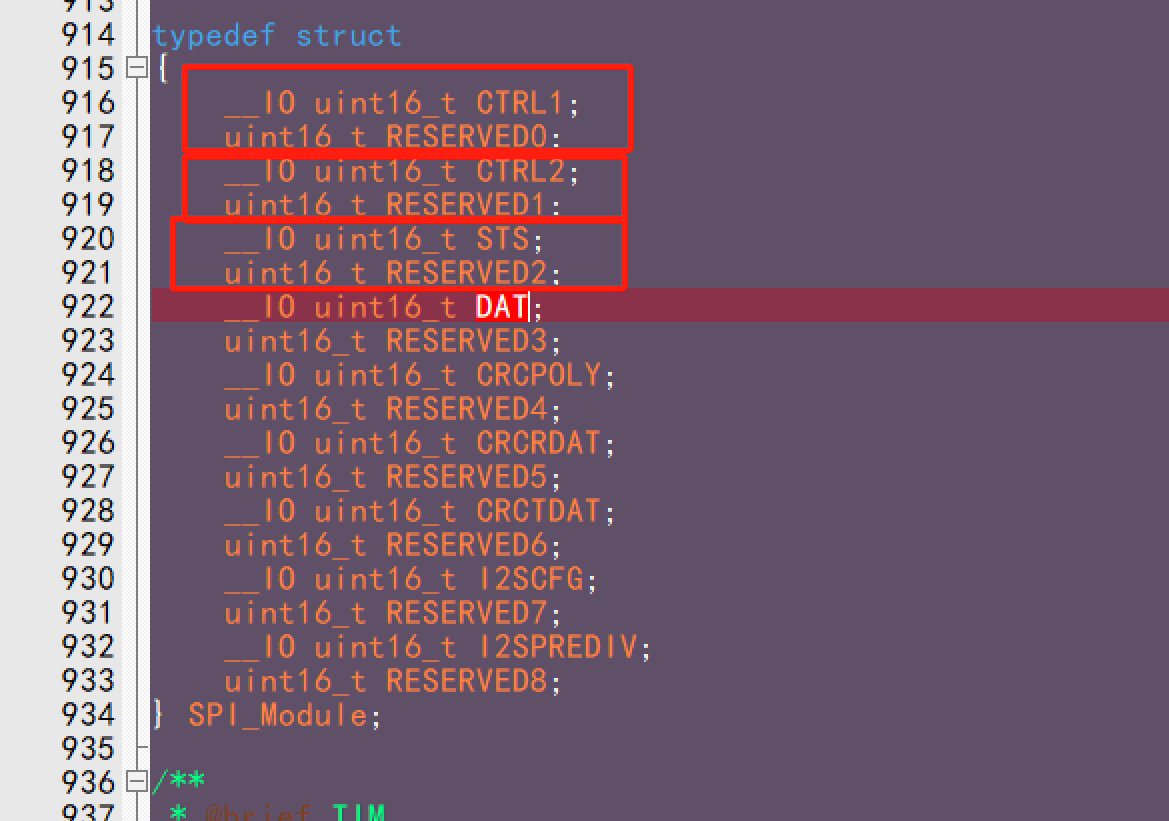 913
914 typedef struct
915 {
916 __IO uint16_t CTRL1;
917 uint16_t RESERVED0;
918 __IO uint16_t CTRL2;
919 uint16_t RESERVED1;
920 __IO uint16_t STS;
921 uint16_t RESERVED2;
922 __IO uint16_t DAT;
923 uint16_t RESERVED3;
924 __IO uint16_t CRCPOLY;
925 uint16_t RESERVED4;
926 __IO uint16_t CRCRDAT;
927 uint16_t RESERVED5;
928 __IO uint16_t CRCTDAT;
929 uint16_t RESERVED6;
930 __IO uint16_t I2SCFG;
931 uint16_t RESERVED7;
932 __IO uint16_t I2SPREDIV;
933 uint16_t RESERVED8;
934 } SPI_Module;
935
936 /**
937 * @brief TIM